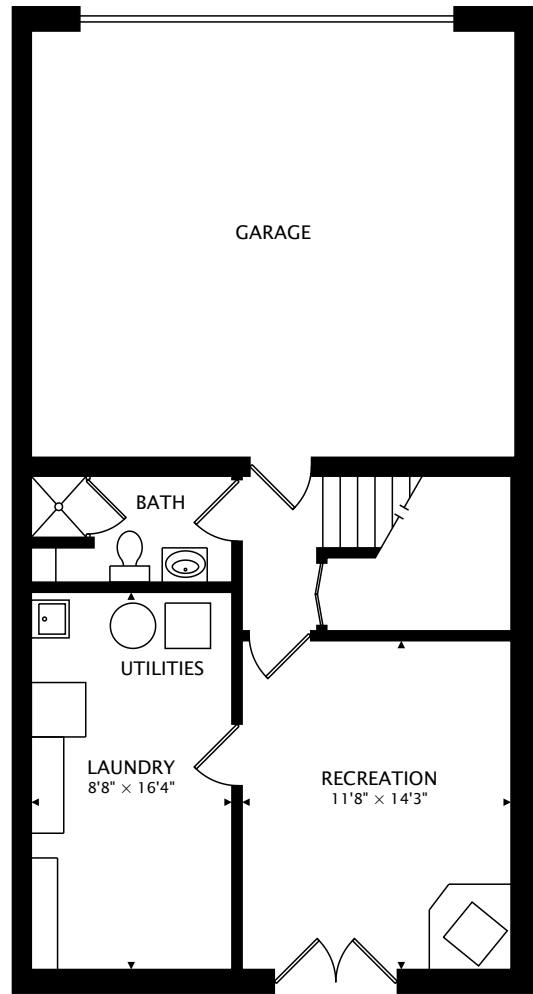 GARAGE
BATH
UTILITIES
LAUNDRY
8'8" × 16'4"
RECREATION
11'8" × 14'3"